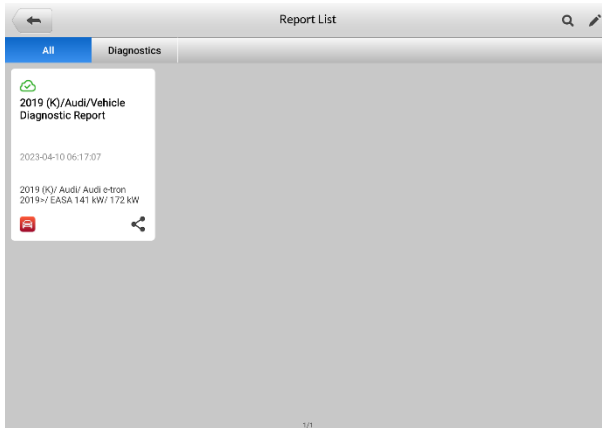 Report List
All
Diagnostics
2019 (K)/Audi/Vehicle
Diagnostic Report
2023-04-10 06:17:07
2019 (K)/ Audi/ Audi e-tron
2019>/ EASA 141 kW/ 172 kW
1/1